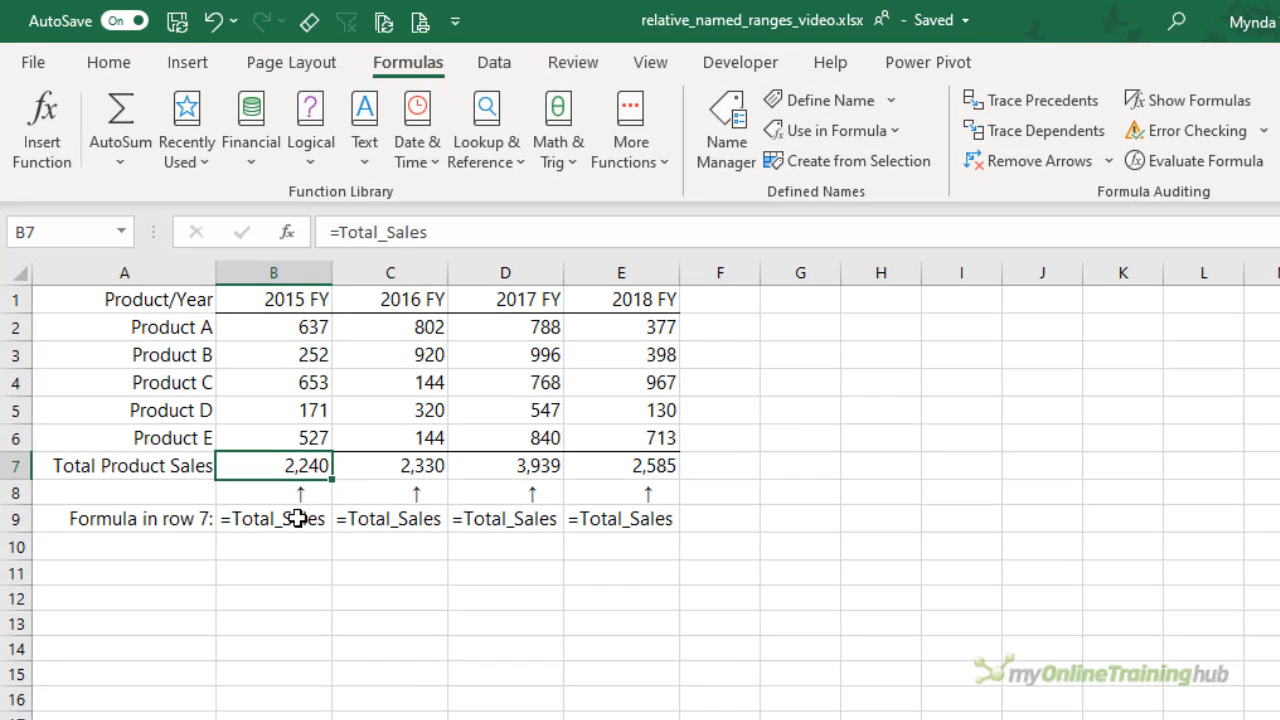 AutoSave On relative_named_ranges_video.xlsx - Saved Mynda
File Home Insert Page Layout Formulas Data Review View Developer Help Power Pivot
Insert Function
AutoSum
Recently Used
Financial
Logical
Text
Date & Time
Lookup & Reference
Math & Trig
More Functions
Function Library
Name Manager
Define Name
Use in Formula
Create from Selection
Defined Names
Trace Precedents
Trace Dependents
Remove Arrows
Show Formulas
Error Checking
Evaluate Formula
Formula Auditing
B7 fx =Total_Sales
A B C D E F G H I J K L
1 Product/Year 2015 FY 2016 FY 2017 FY 2018 FY
2 Product A 637 802 788 377
3 Product B 252 920 996 398
4 Product C 653 144 768 967
5 Product D 171 320 547 130
6 Product E 527 144 840 713
7 Total Product Sales 2,240 2,330 3,939 2,585
8 ↑ ↑ ↑ ↑
9 Formula in row 7: =Total_Sales =Total_Sales =Total_Sales =Total_Sales
10
11
12
13
14
15
16
myOnlineTraininghub